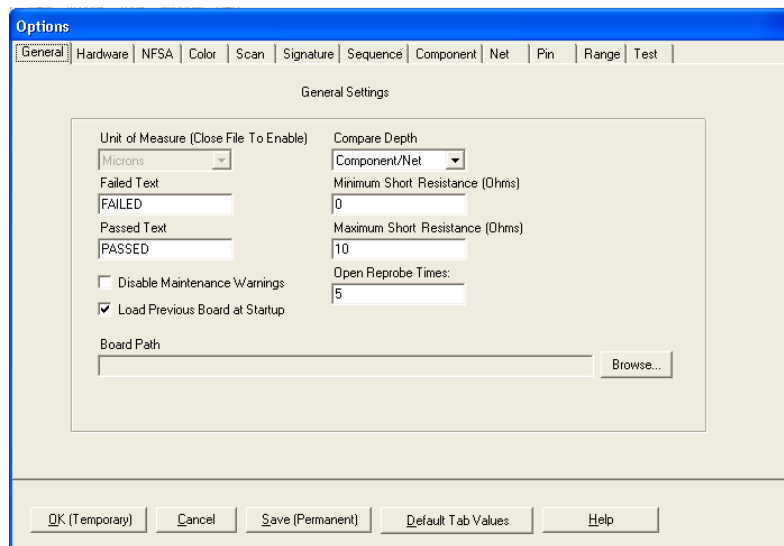 Options
General Hardware NFSA Color Scan Signature Sequence Component Net Pin Range Test
General Settings
Unit of Measure (Close File To Enable)
Microns
Failed Text
FAILED
Passed Text
PASSED
Disable Maintenance Warnings
Load Previous Board at Startup
Compare Depth
Component/Net
Minimum Short Resistance (Ohms)
0
Maximum Short Resistance (Ohms)
10
Open Reprobe Times:
5
Board Path
Browse...
OK (Temporary) Cancel Save (Permanent) Default Tab Values Help